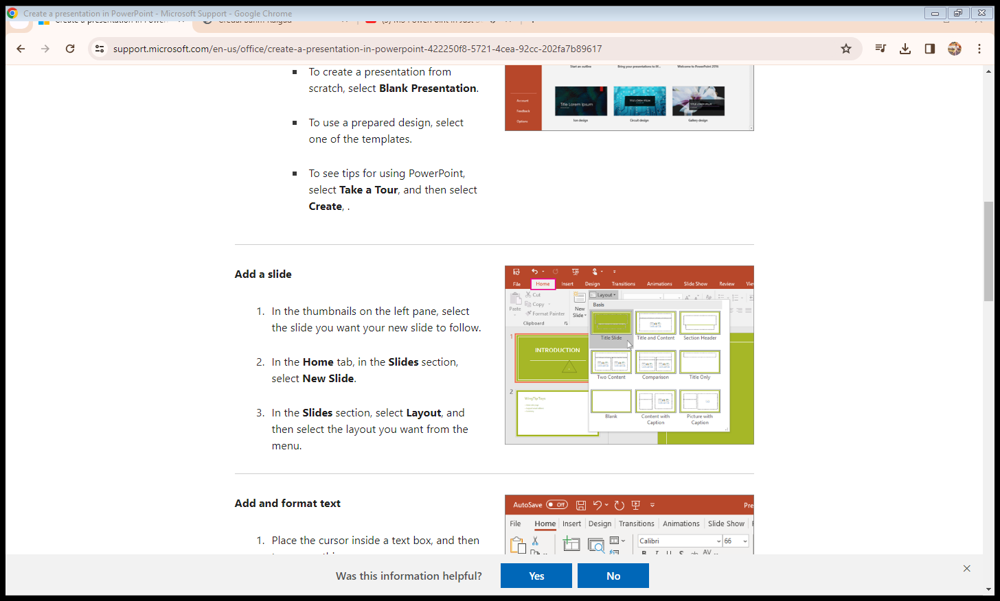 Create a presentation in PowerPoint - Microsoft Support - Google Chrome
support.microsoft.com/en-us/office/create-a-presentation-in-powerpoint-422250f8-5721-4cea-92cc-202fa7b89617
To create a presentation from
scratch, select Blank Presentation.
To use a prepared design, select
one of the templates.
To see tips for using PowerPoint,
select Take a Tour, and then select
Create, .
Start an outline
Bring your presentations to lif...
Welcome to PowerPoint 2016
Account
Feedback
Options
Title Lorem Ipsum
TITLE LOREM IPSUM
TITLE LOREM IPSUM
Ion design
Circuit design
Gallery design
Add a slide
1. In the thumbnails on the left pane, select
the slide you want your new slide to follow.
2. In the Home tab, in the Slides section,
select New Slide.
3. In the Slides section, select Layout, and
then select the layout you want from the
menu.
File Home Insert Design Transitions Animations Slide Show Review
Paste
Cut
Copy
Format Painter
Clipboard
New
Slide
Layout
Basis
Title Slide Title and Content Section Header
Two Content Comparison Title Only
Blank Content with Caption Picture with Caption
1
INTRODUCTION
2
WingTip Toys
Add and format text
1. Place the cursor inside a text box, and then
AutoSave Off
File Home Insert Design Transitions Animations Slide Show
Calibri 66
Was this information helpful?
Yes
No